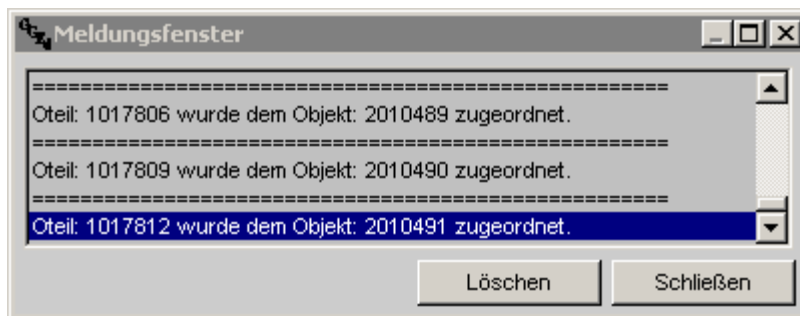 Meldungsfenster
=====================================================
Oteil: 1017806 wurde dem Objekt: 2010489 zugeordnet.
=====================================================
Oteil: 1017809 wurde dem Objekt: 2010490 zugeordnet.
=====================================================
Oteil: 1017812 wurde dem Objekt: 2010491 zugeordnet.
Löschen Schließen